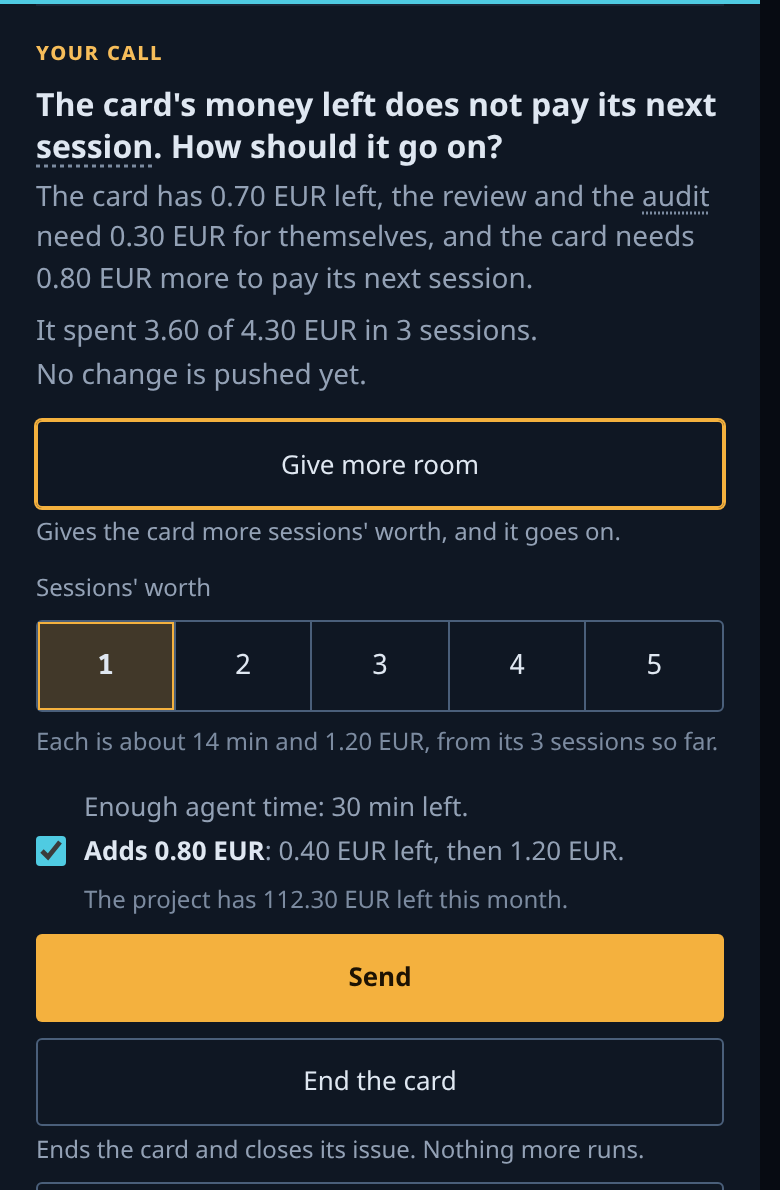 YOUR CALL
The card's money left does not pay its next
session. How should it go on?
The card has 0.70 EUR left, the review and the audit
need 0.30 EUR for themselves, and the card needs
0.80 EUR more to pay its next session.
It spent 3.60 of 4.30 EUR in 3 sessions.
No change is pushed yet.
Give more room
Gives the card more sessions' worth, and it goes on.
Sessions' worth
1 2 3 4 5
Each is about 14 min and 1.20 EUR, from its 3 sessions so far.
Enough agent time: 30 min left.
Adds 0.80 EUR: 0.40 EUR left, then 1.20 EUR.
The project has 112.30 EUR left this month.
Send
End the card
Ends the card and closes its issue. Nothing more runs.